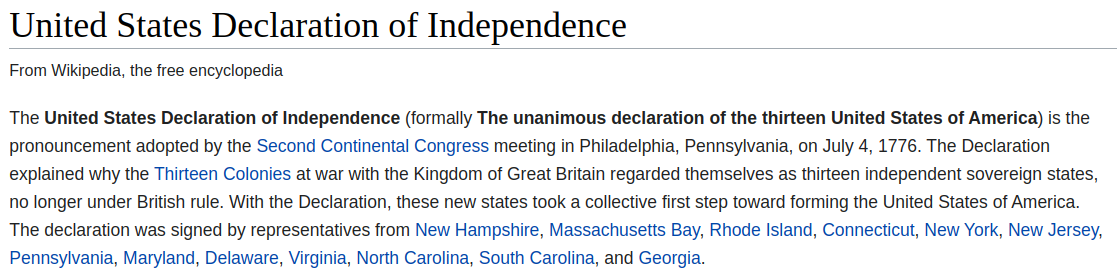 United States Declaration of Independence
From Wikipedia, the free encyclopedia
The United States Declaration of Independence (formally The unanimous declaration of the thirteen United States of America) is the
pronouncement adopted by the Second Continental Congress meeting in Philadelphia, Pennsylvania, on July 4, 1776. The Declaration
explained why the Thirteen Colonies at war with the Kingdom of Great Britain regarded themselves as thirteen independent sovereign states,
no longer under British rule. With the Declaration, these new states took a collective first step toward forming the United States of America.
The declaration was signed by representatives from New Hampshire, Massachusetts Bay, Rhode Island, Connecticut, New York, New Jersey,
Pennsylvania, Maryland, Delaware, Virginia, North Carolina, South Carolina, and Georgia.